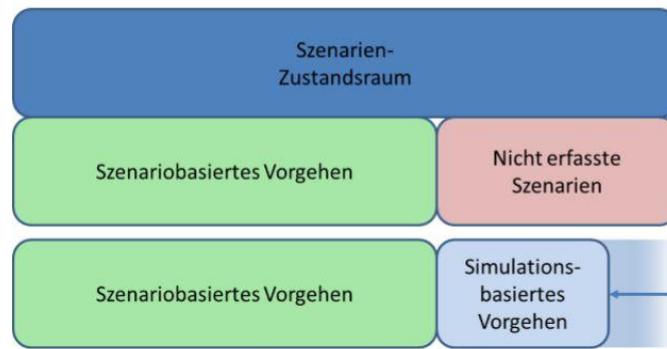 Szenarien-
Zustandsraum
Szenariobasiertes Vorgehen
Nicht erfasste
Szenarien
Szenariobasiertes Vorgehen
Simulations-
basiertes
Vorgehen